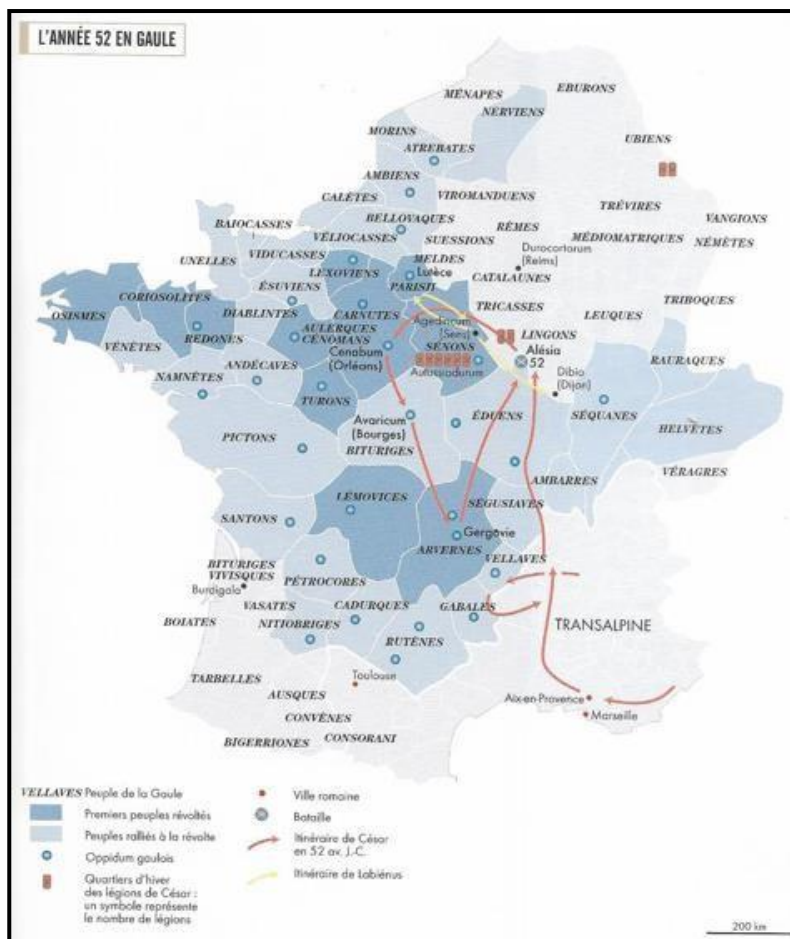 L'ANNÉE 52 EN GAULE
MÉNAPES
EBURONS
NERVIENS
MORINS
UBIENS
ATREBATES
AMBIENS
CALÈTES
VIROMANDUENS
TRÉVIRES
BELLOVAQUES
VANGIONS
BAIOCASSES
VÉLIOCASSES
SUESSIONS
RÈMES
MÉDIOMATRIQUES
NÉMÈTES
VIDUCASSES
Durocortorum
(Reims)
UNELLES
LEXOVIENS
MELDES
Lutèce
CATALAUNES
ÉSUVIENS
PARISII
TRIBOQUES
CORIOSOLITES
DIABLINTES
CARNUTES
TRICASSES
LEUQUES
OSISMES
REDONES
AULERQUES
CÉNOMANS
Agedincum
(Sens)
LINGONS
VÉNÈTES
Cenabum
(Orléans)
SÉNONS
Alésia
52
RAURAQUES
ANDÉCAVES
Autossiodurum
NAMNÈTES
Dibio
(Dijon)
TURONS
SÉQUANES
Avaricum
(Bourges)
ÉDUENS
HELVÈTES
PICTONS
BITURIGES
VÉRAGRES
AMBARRES
LÉMOVICES
SÉGUSIAVES
SANTONS
Gergovie
ARVERNES
VELLAVES
BITURIGES
VIVISQUES
PÉTROCORES
Burdigala
VASATES
CADURQUES
GABALES
TRANSALPINE
BOIATES
NITIOBRIGES
RUTÈNES
TARBELLES
Toulouse
Aix-en-Provence
AUSQUES
Marseille
CONVÈNES
BIGERRIONES
CONSORANI
VELLAVES Peuple de la Gaule
Premiers peuples révoltés
Peuples ralliés à la révolte
Oppidum gaulois
Quartiers d'hiver
des légions de César :
un symbole représente
le nombre de légions
Ville romaine
Bataille
Itinéraire de César
en 52 av. J.-C.
Itinéraire de Labiénus
200 km